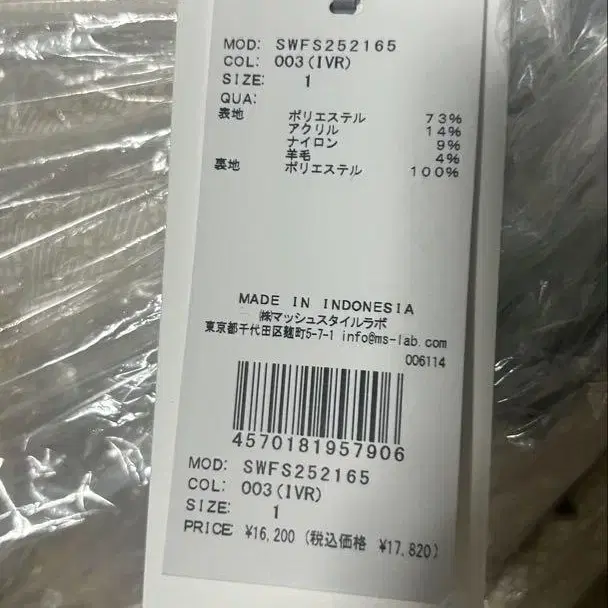 MOD: SWFS252165
COL: 003(IVR)
SIZE: 1
QUA:
表地 ポリエステル 73%
アクリル 14%
ナイロン 9%
羊毛 4%
裏地 ポリエステル 100%
MADE IN INDONESIA
㈱マッシュスタイルラボ
東京都千代田区麹町5-7-1 info@ms-lab.com
006114
4570181957906
MOD: SWFS252165
COL: 003(IVR)
SIZE: 1
PRICE: ¥16,200 (税込価格 ¥17,820)